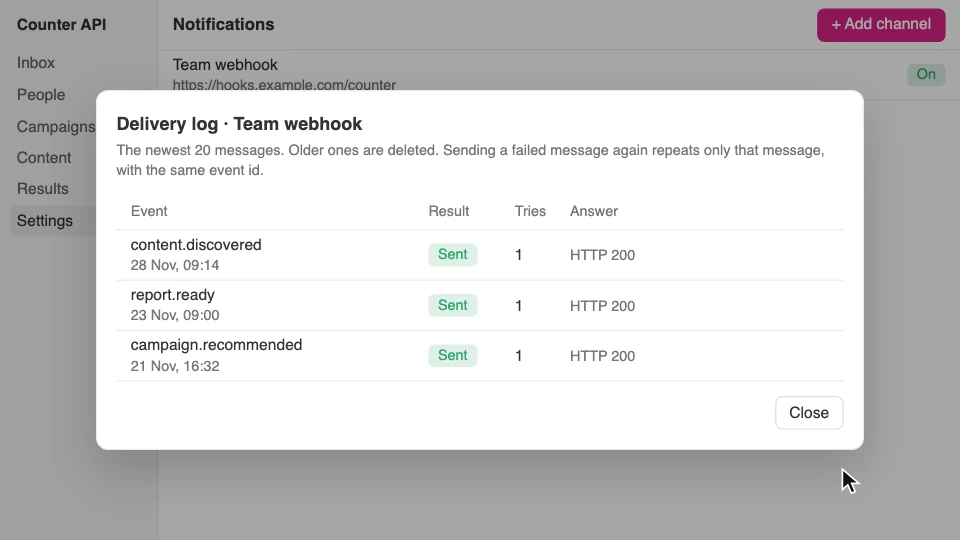 Counter API
Notifications
+ Add channel
Inbox
People
Campaigns
Content
Results
Settings
Team webhook
https://hooks.example.com/counter
On
Delivery log · Team webhook
The newest 20 messages. Older ones are deleted. Sending a failed message again repeats only that message,
with the same event id.
Event Result Tries Answer
content.discovered
28 Nov, 09:14
Sent 1 HTTP 200
report.ready
23 Nov, 09:00
Sent 1 HTTP 200
campaign.recommended
21 Nov, 16:32
Sent 1 HTTP 200
Close